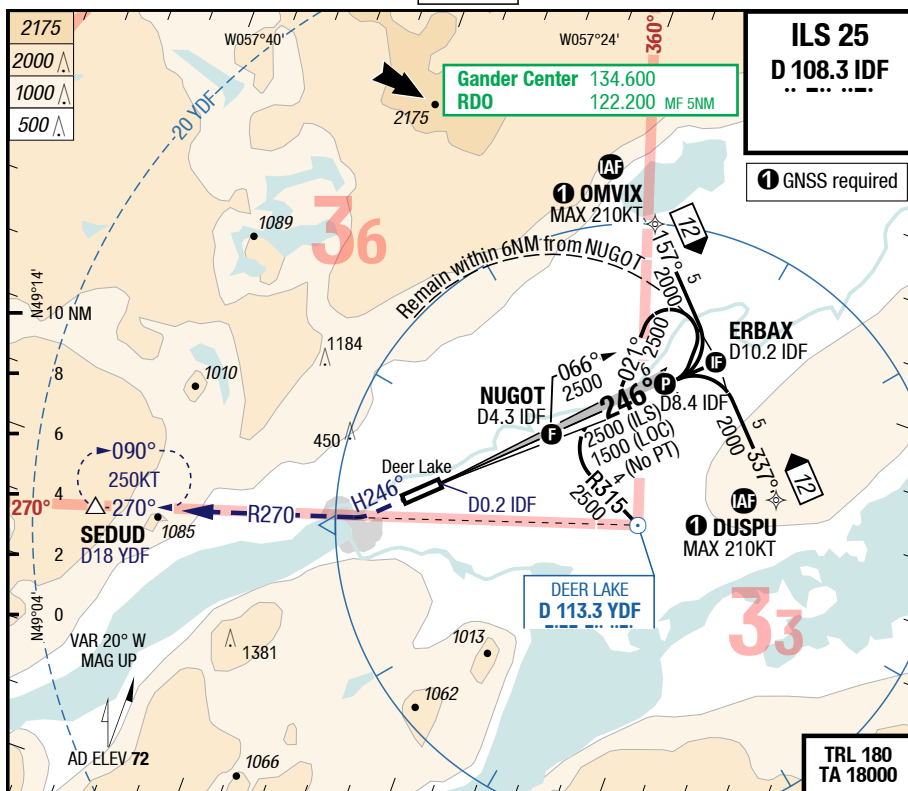 2175
2000
1000
500
W057°40'
W057°24'
360°
ILS 25
D 108.3 IDF
Gander Center 134.600
RDO 122.200 MF 5NM
2175
20 YDF
1 GNSS required
IAF
1 OMVIX
MAX 210KT
12
1089
36
Remain within 6NM from NUGOT
157°
5
2000
N49°14'
10 NM
8
6
4
2
0
N49°04'
1184
1010
450
ERBAX
D10.2 IDF
IF
021°
2500
066°
2500
6
NUGOT
D4.3 IDF
F
246°
P
D8.4 IDF
2500 (ILS)
1500 (LOC)
(No PT)
4
R315
2500
5
2000
337°
12
090°
250KT
270°
270°
SEDUD
D18 YDF
1085
R270
H246°
Deer Lake
D0.2 IDF
IAF
1 DUSPU
MAX 210KT
DEER LAKE
D 113.3 YDF
33
VAR 20° W
MAG UP
1381
1013
1062
1066
AD ELEV 72
TRL 180
TA 18000